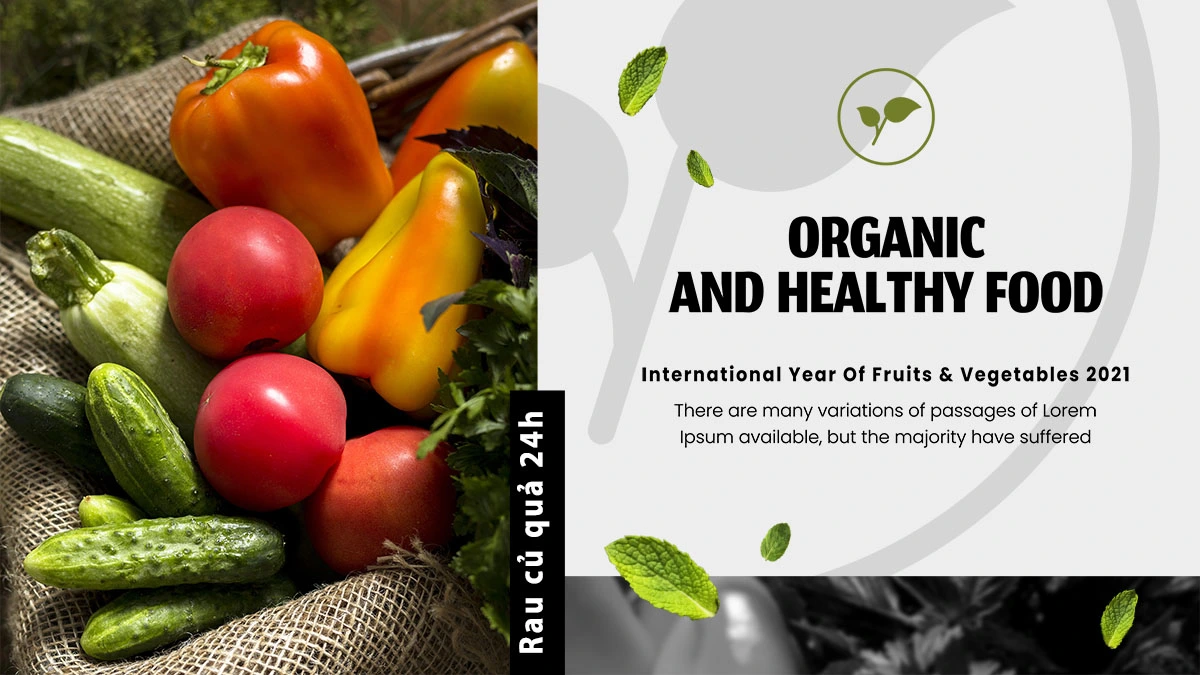 ORGANIC
AND HEALTHY FOOD
International Year Of Fruits & Vegetables 2021
There are many variations of passages of Lorem
Ipsum available, but the majority have suffered
Rau củ quả 24h